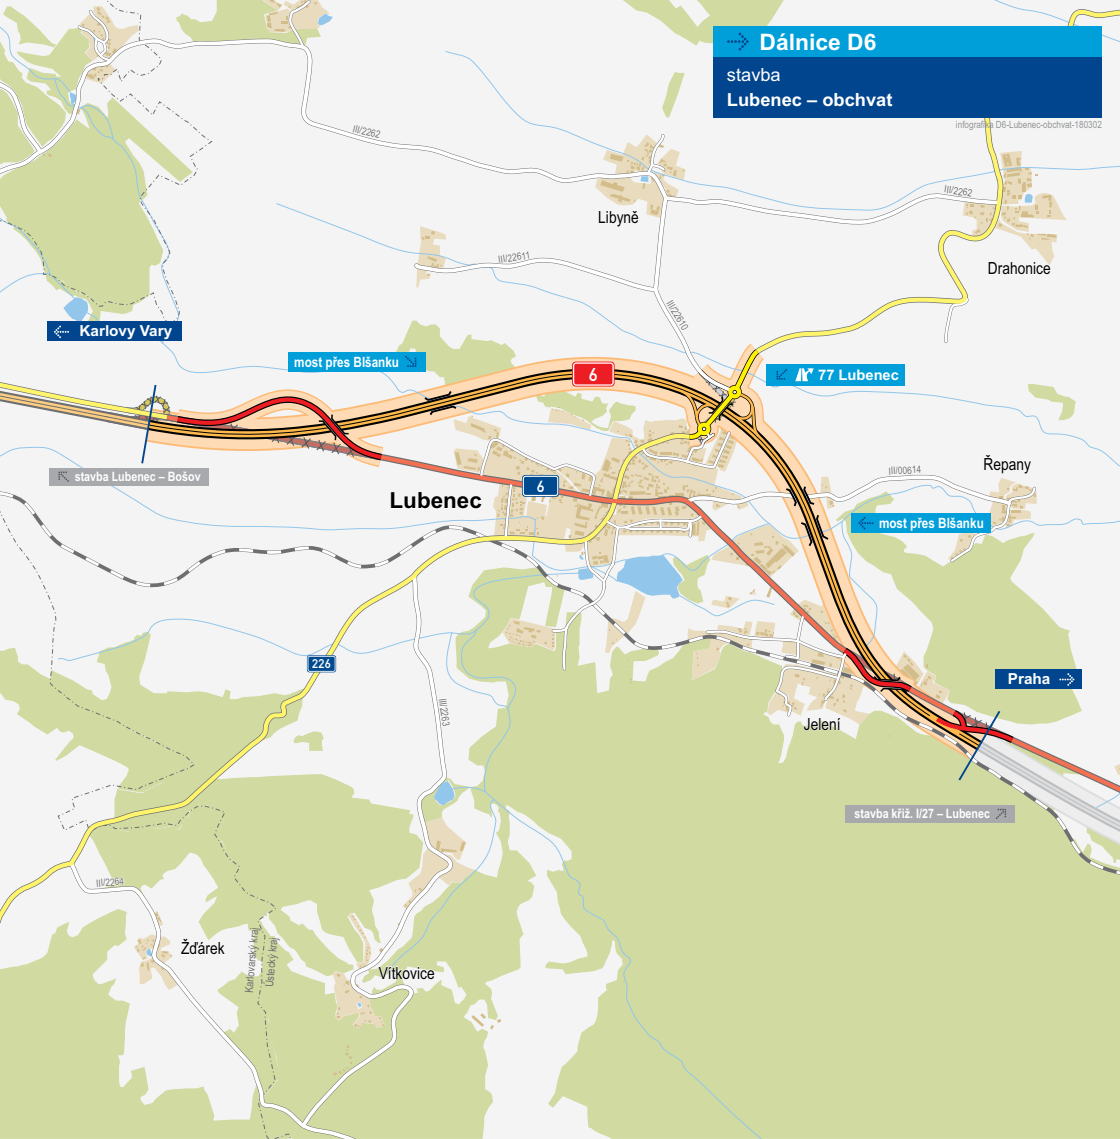 Dálnice D6
stavba
Lubenec – obchvat
infografika D6-Lubenec-obchvat-180302
III/2262
III/2262
Libyně
Drahonice
III/22611
III/22610
Karlovy Vary
most přes Blšanku
6
77 Lubenec
stavba Lubenec – Bošov
6
Lubenec
III/00614
Řepany
most přes Blšanku
226
Praha
III/2263
Jelení
stavba křiž. I/27 – Lubenec
III/2264
Žďárek
Karlovarský kraj
Ústecký kraj
Vítkovice